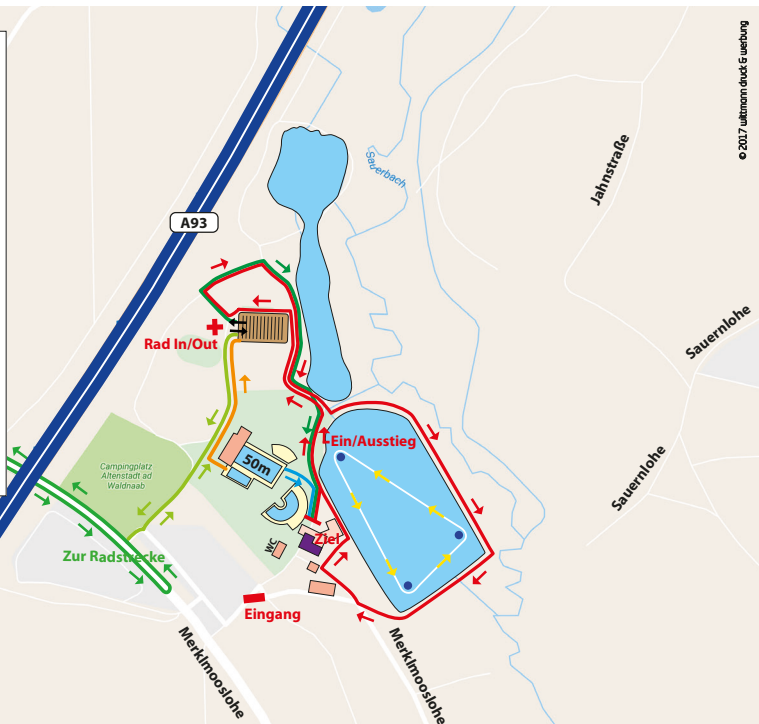 © 2017 wittmann druck & werbung
Jahnstraße
Sauerbach
A93
Sauernlohe
Rad In/Out
Ein/Ausstieg
50m
Campingplatz
Altenstadt ad
Waldnaab
Sauernlohe
Ziel
WC
Zur Radstrecke
Eingang
Merklmooslohe
Merklmooslohe